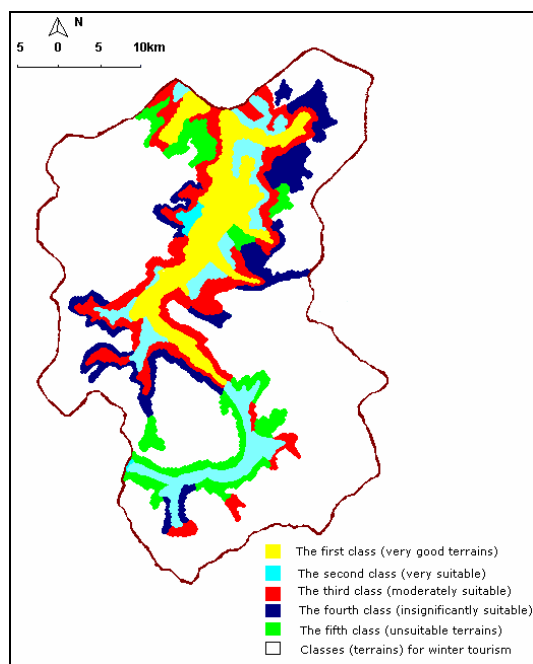 N
5 0 5 10km
The first class (very good terrains)
The second class (very suitable)
The third class (moderately suitable)
The fourth class (insignificantly suitable)
The fifth class (unsuitable terrains)
Classes (terrains) for winter tourism